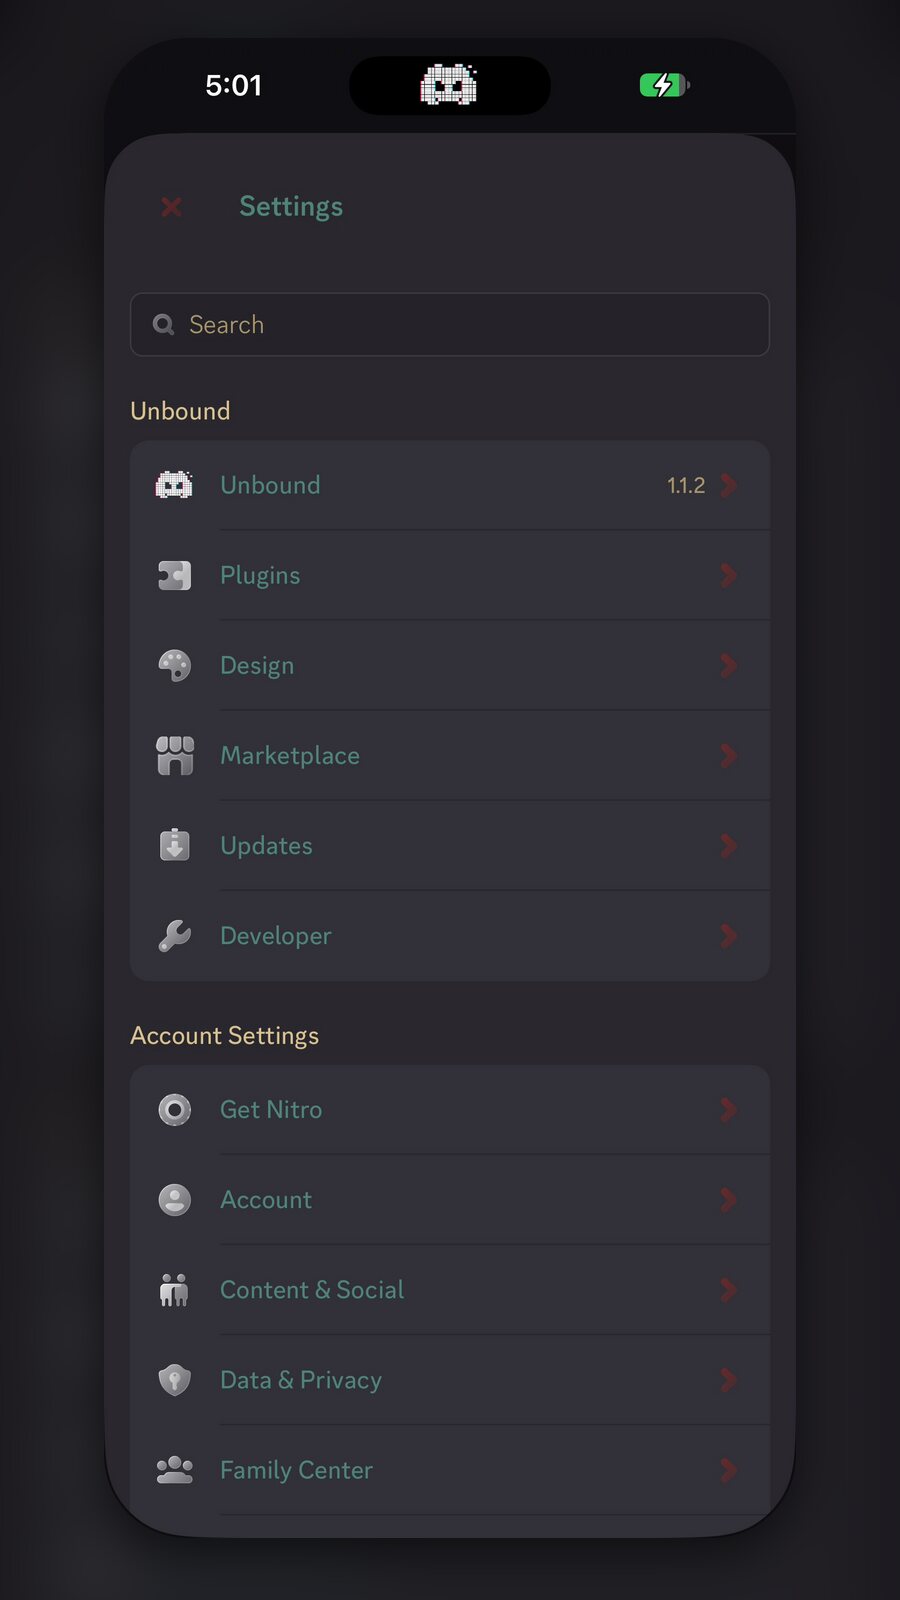 5:01
Settings
Search
Unbound
Unbound 1.1.2
Plugins
Design
Marketplace
Updates
Developer
Account Settings
Get Nitro
Account
Content & Social
Data & Privacy
Family Center